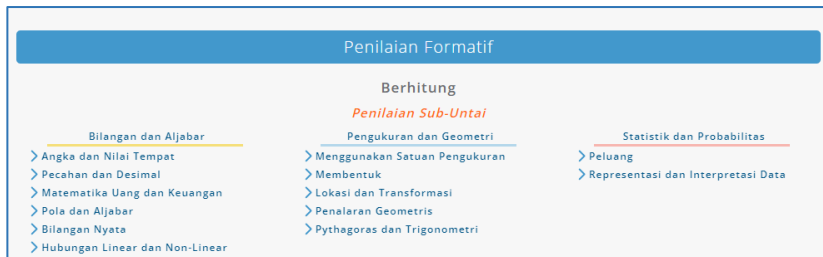 Penilaian Formatif
Berhitung
Penilaian Sub-Untai
Bilangan dan Aljabar
Angka dan Nilai Tempat
Pecahan dan Desimal
Matematika Uang dan Keuangan
Pola dan Aljabar
Bilangan Nyata
Hubungan Linear dan Non-Linear
Pengukuran dan Geometri
Menggunakan Satuan Pengukuran
Membentuk
Lokasi dan Transformasi
Penalaran Geometris
Pythagoras dan Trigonometri
Statistik dan Probabilitas
Peluang
Representasi dan Interpretasi Data